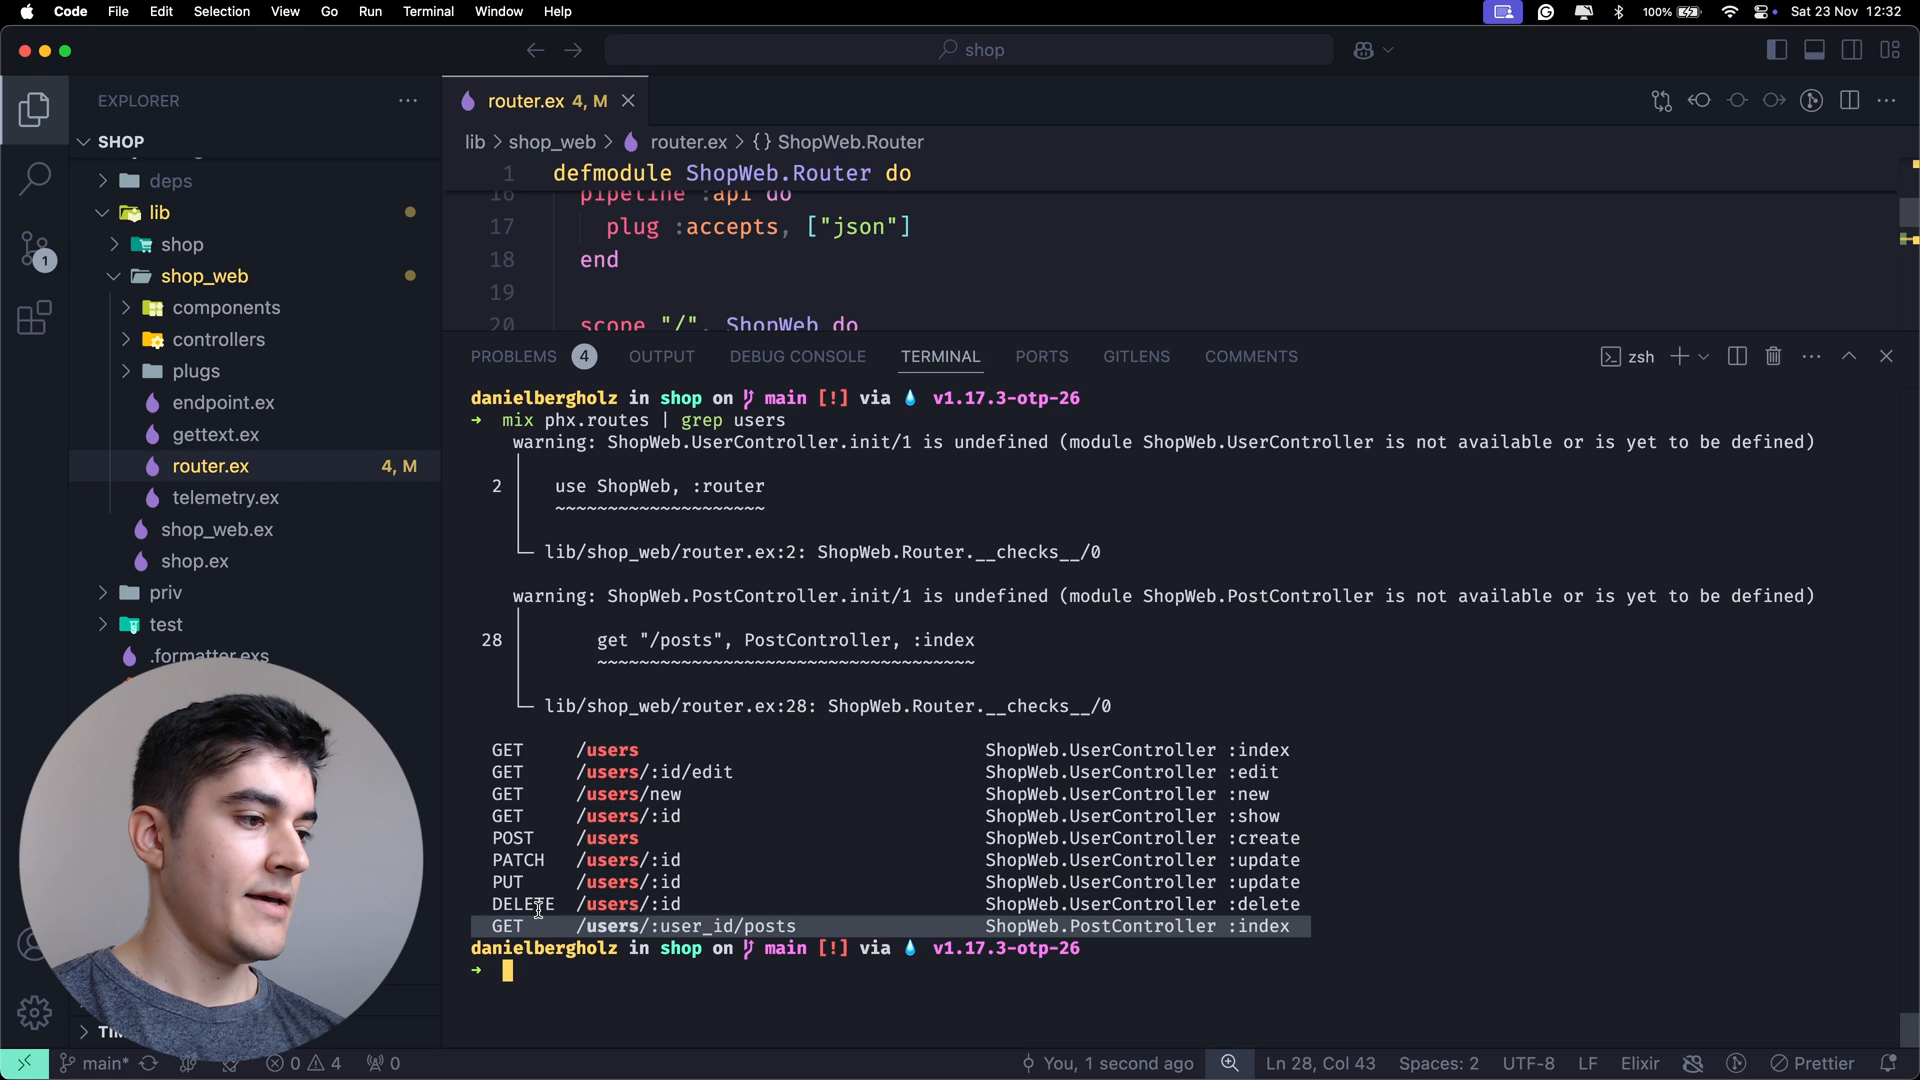 Code File Edit Selection View Go Run Terminal Window Help 100% Sat 23 Nov 12:32
shop
EXPLORER
SHOP
deps
lib
shop
shop_web
components
controllers
plugs
endpoint.ex
gettext.ex
router.ex 4, M
telemetry.ex
shop_web.ex
shop.ex
priv
test
.formatter.exs
1
router.ex 4, M
lib > shop_web > router.ex > {} ShopWeb.Router
1 defmodule ShopWeb.Router do
16 pipeline :api do
17 plug :accepts, ["json"]
18 end
19
20 scope "/", ShopWeb do
PROBLEMS 4 OUTPUT DEBUG CONSOLE TERMINAL PORTS GITLENS COMMENTS zsh
danielbergholz in shop on main [!] via v1.17.3-otp-26
→ mix phx.routes | grep users
warning: ShopWeb.UserController.init/1 is undefined (module ShopWeb.UserController is not available or is yet to be defined)
2 use ShopWeb, :router
~~~~~~~~~~~~~~~~~~~~
└─ lib/shop_web/router.ex:2: ShopWeb.Router.__checks__/0
warning: ShopWeb.PostController.init/1 is undefined (module ShopWeb.PostController is not available or is yet to be defined)
28 get "/posts", PostController, :index
~~~~~~~~~~~~~~~~~~~~~~~~~~~~~~~~~~~~
└─ lib/shop_web/router.ex:28: ShopWeb.Router.__checks__/0
GET /users ShopWeb.UserController :index
GET /users/:id/edit ShopWeb.UserController :edit
GET /users/new ShopWeb.UserController :new
GET /users/:id ShopWeb.UserController :show
POST /users ShopWeb.UserController :create
PATCH /users/:id ShopWeb.UserController :update
PUT /users/:id ShopWeb.UserController :update
DELETE /users/:id ShopWeb.UserController :delete
GET /users/:user_id/posts ShopWeb.PostController :index
danielbergholz in shop on main [!] via v1.17.3-otp-26
→
main* 0 4 0 You, 1 second ago Ln 28, Col 43 Spaces: 2 UTF-8 LF Elixir Prettier